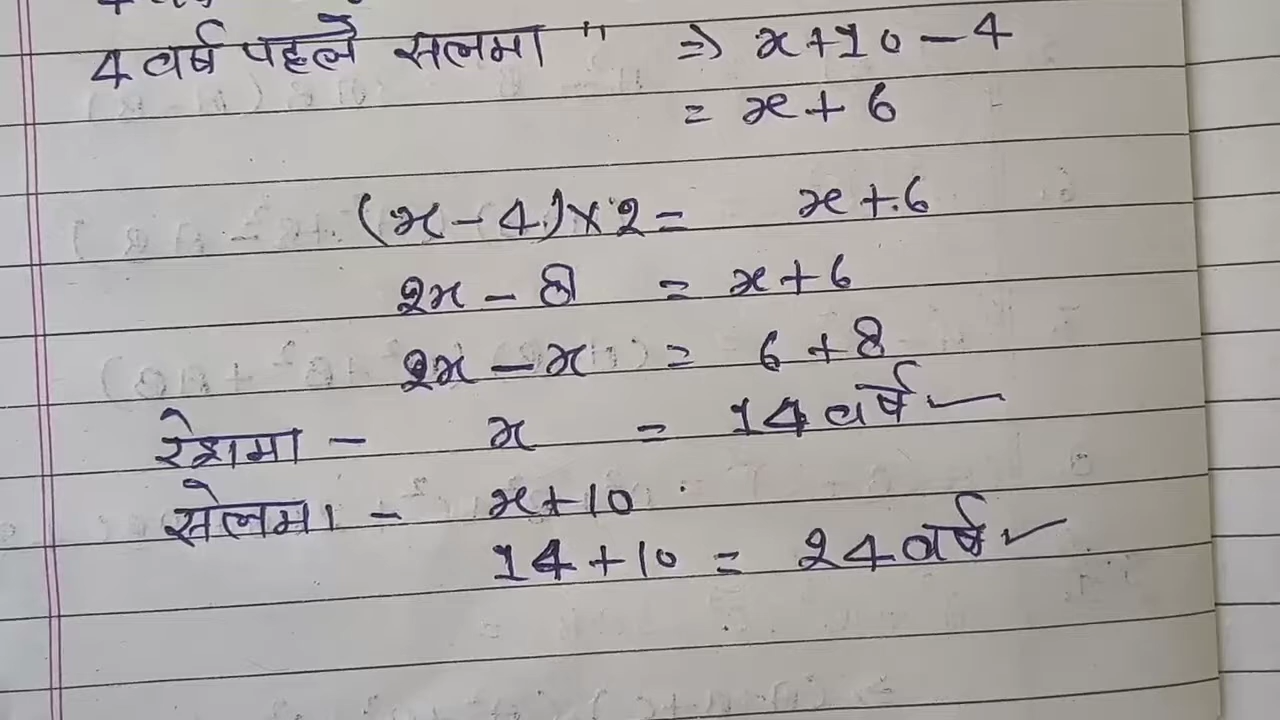 4 वर्ष पहले सलमा " ⇒ x+10-4
= x+6
(x-4)×2= x+6
2x-8 = x+6
2x-x = 6+8
रेशमा - x = 14 वर्ष ✓
सेलमा - x+10
14+10 = 24 वर्ष ✓